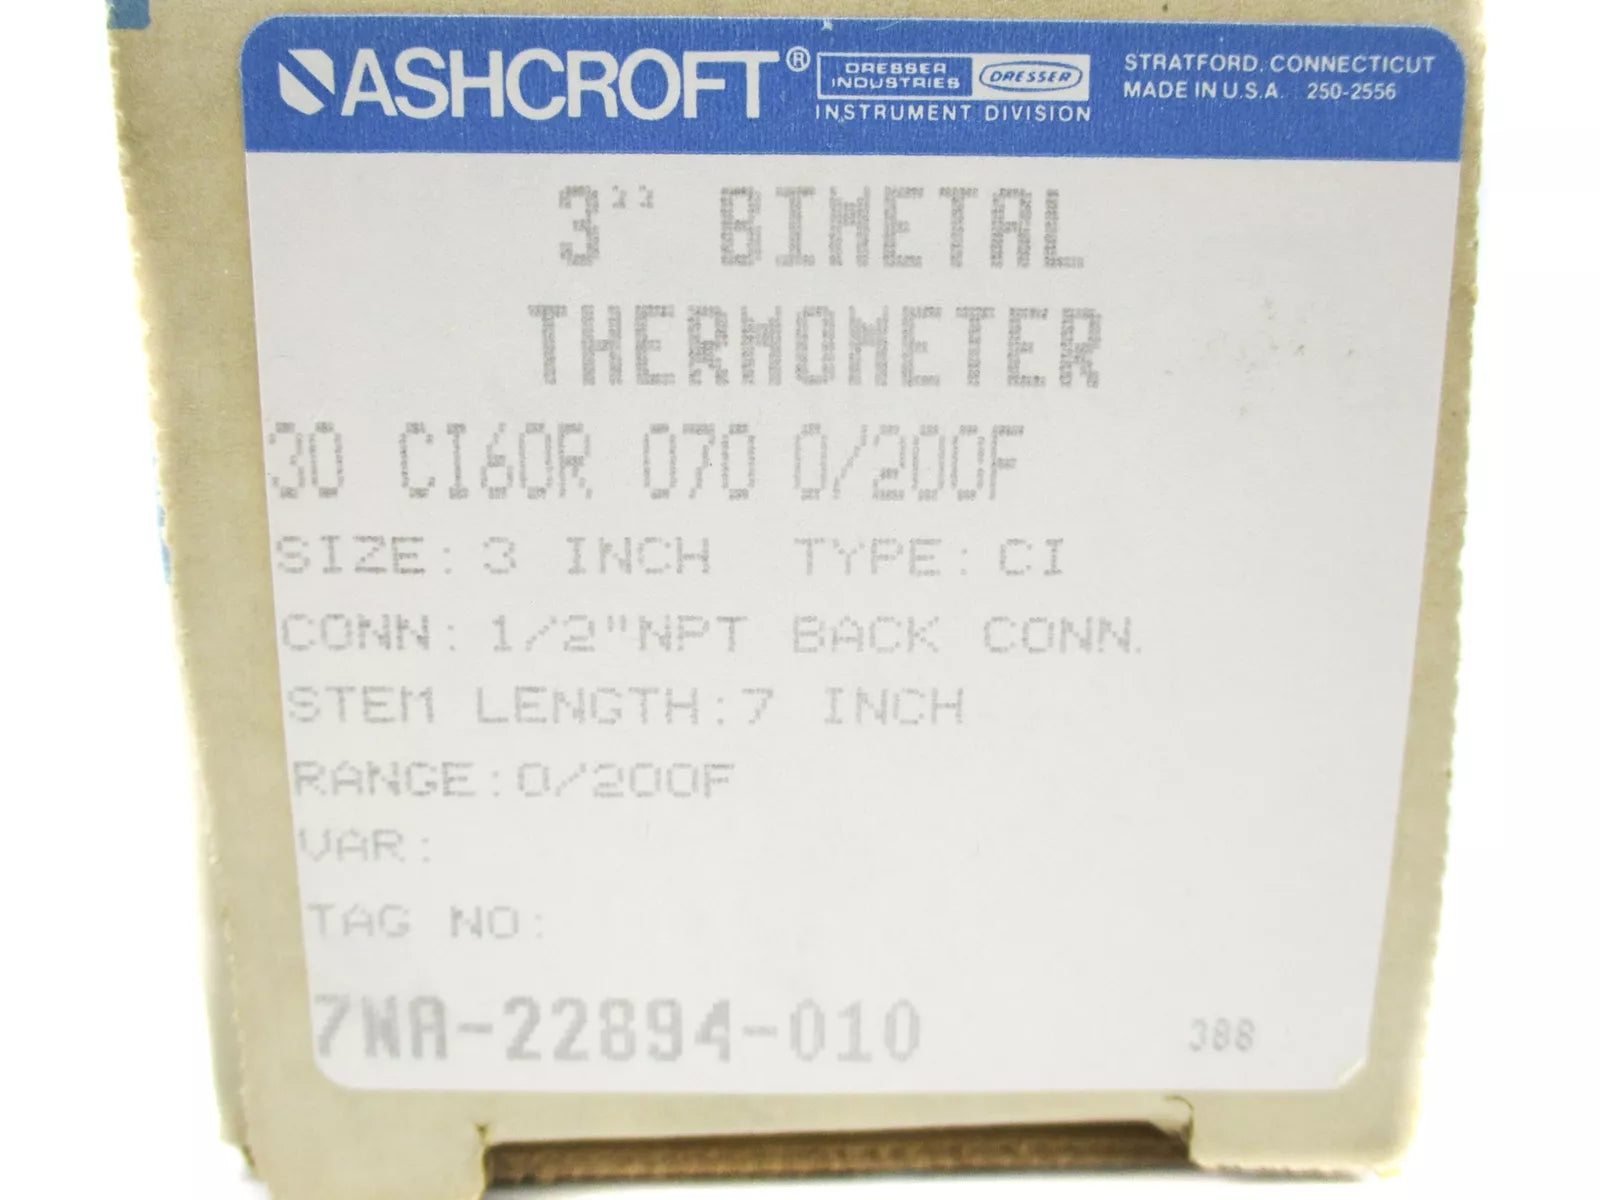 ASHCROFT® DRESSER INDUSTRIES DRESSER STRATFORD, CONNECTICUT
INSTRUMENT DIVISION MADE IN U.S.A. 250-2556
3" BIMETAL
THERMOMETER
30 CI60R 070 0/200F
SIZE: 3 INCH TYPE: CI
CONN: 1/2"NPT BACK CONN.
STEM LENGTH:7 INCH
RANGE:0/200F
VAR:
TAG NO:
7NA-22894-010 388